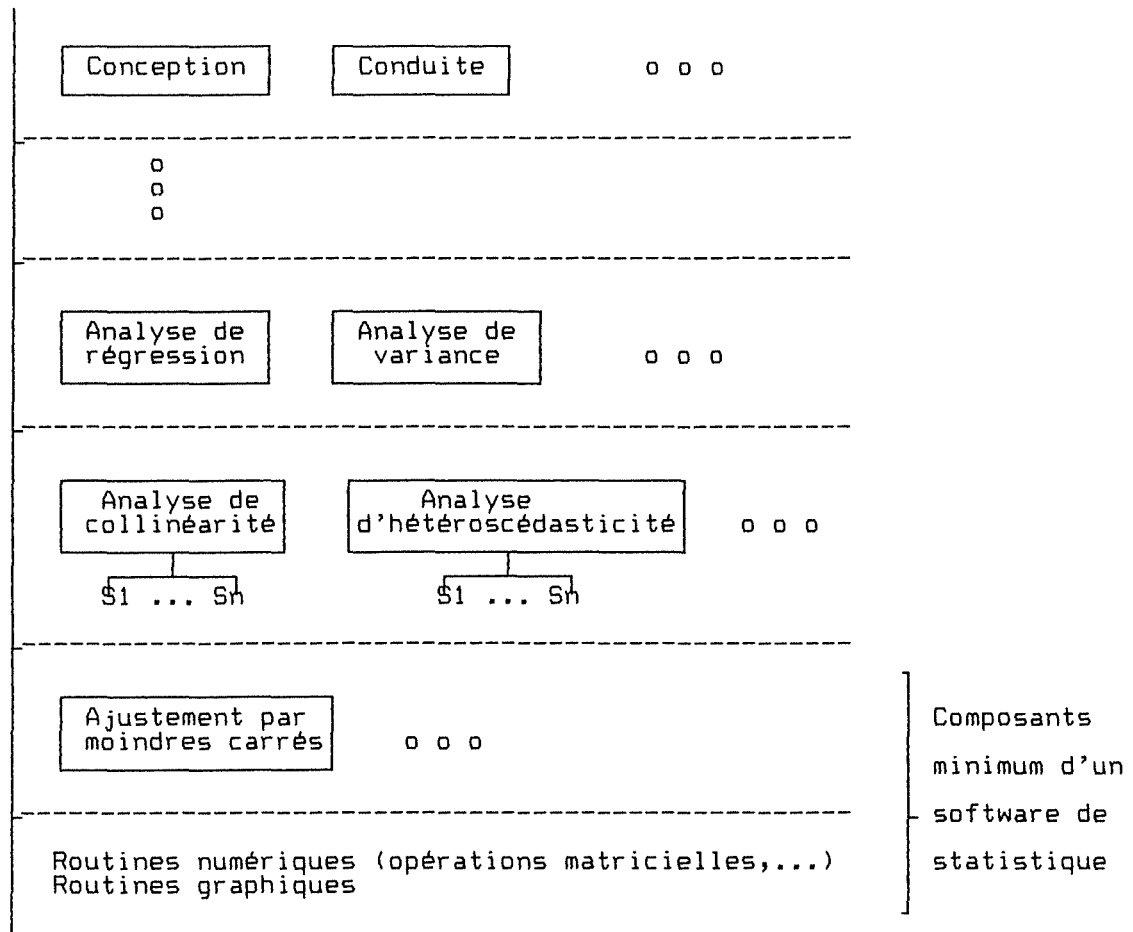 Conception Conduite o o o
o
o
o
Analyse de
régression
Analyse de
variance
o o o
Analyse de
collinéarité
Analyse
d'hétéroscédasticité
o o o
S1 ... Sn
S1 ... Sn
Ajustement par
moindres carrés
o o o
Routines numériques (opérations matricielles,...)
Routines graphiques
Composants
minimum d'un
software de
statistique